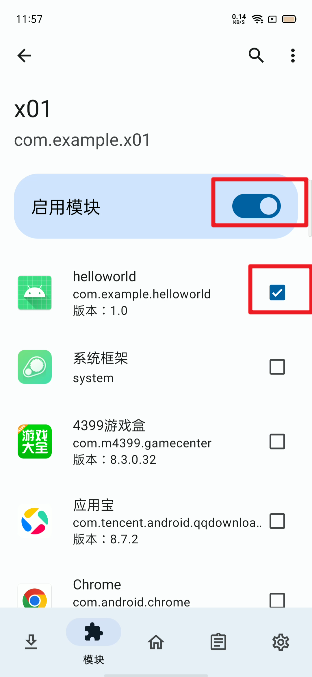 11:57
0.14
KB/S
x01
com.example.x01
启用模块
helloworld
com.example.helloworld
版本：1.0
系统框架
system
游戏
大全
4399游戏盒
com.m4399.gamecenter
版本：8.3.0.32
应用宝
com.tencent.android.qqdownloa..
版本：8.7.2
Chrome
com.android.chrome
模块